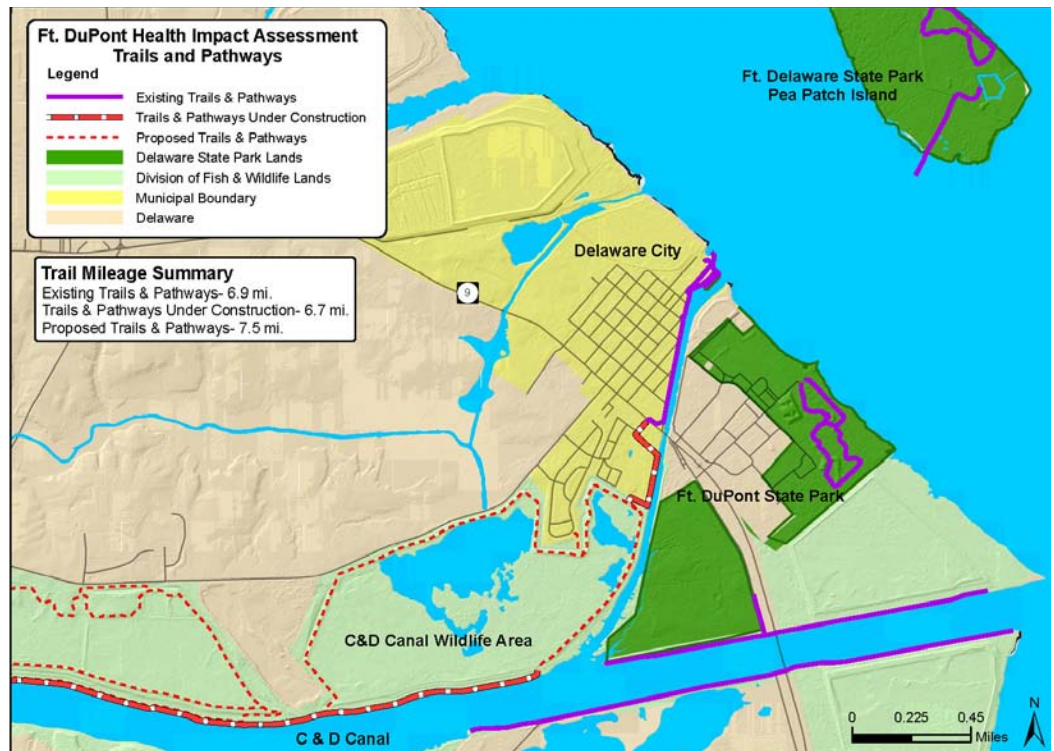 Ft. DuPont Health Impact Assessment
Trails and Pathways
Legend
Existing Trails & Pathways
Trails & Pathways Under Construction
Proposed Trails & Pathways
Delaware State Park Lands
Division of Fish & Wildlife Lands
Municipal Boundary
Delaware
Trail Mileage Summary
Existing Trails & Pathways- 6.9 mi.
Trails & Pathways Under Construction- 6.7 mi.
Proposed Trails & Pathways- 7.5 mi.
Ft. Delaware State Park
Pea Patch Island
Delaware City
9
Ft. DuPont State Park
C&D Canal Wildlife Area
C & D Canal
N
0 0.225 0.45
Miles